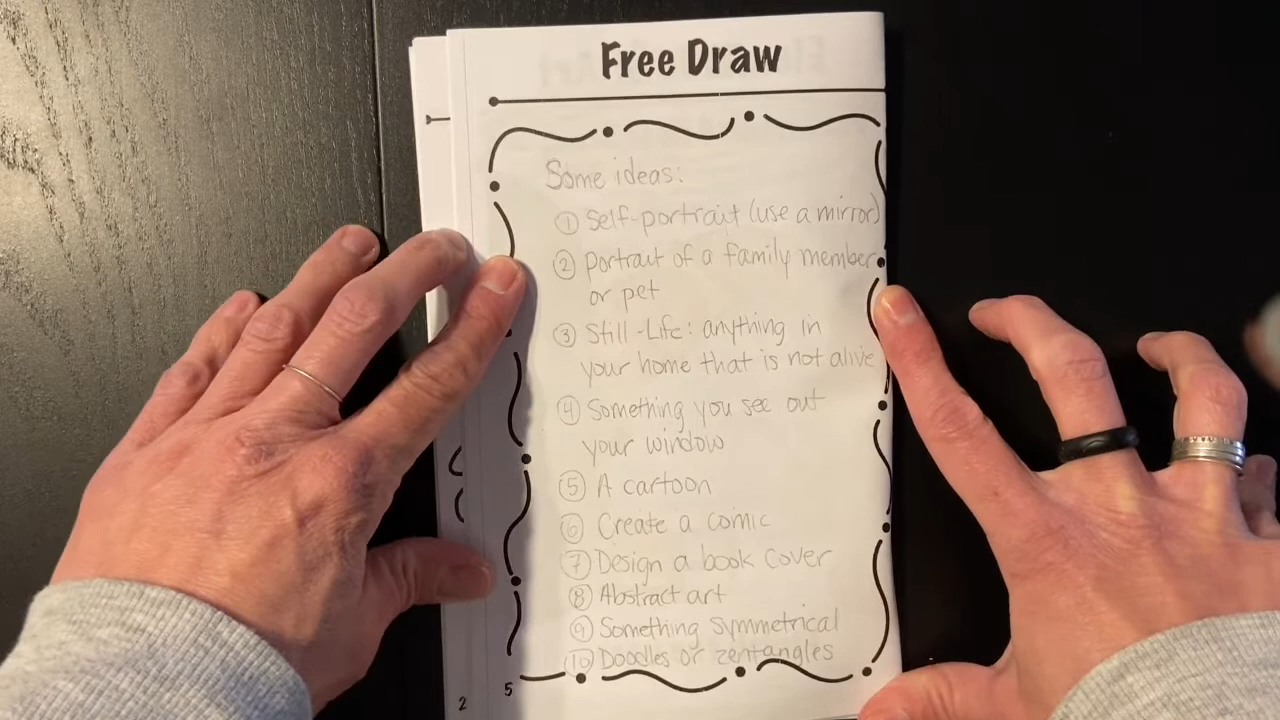 Free Draw
Some ideas:
① Self-portrait (use a mirror)
② portrait of a family member
or pet
③ Still-Life: anything in
your home that is not alive
④ Something you see out
your window
⑤ A cartoon
⑥ Create a comic
⑦ Design a book cover
⑧ Abstract art
⑨ Something symmetrical
⑩ Doodles or zentangles
2
5